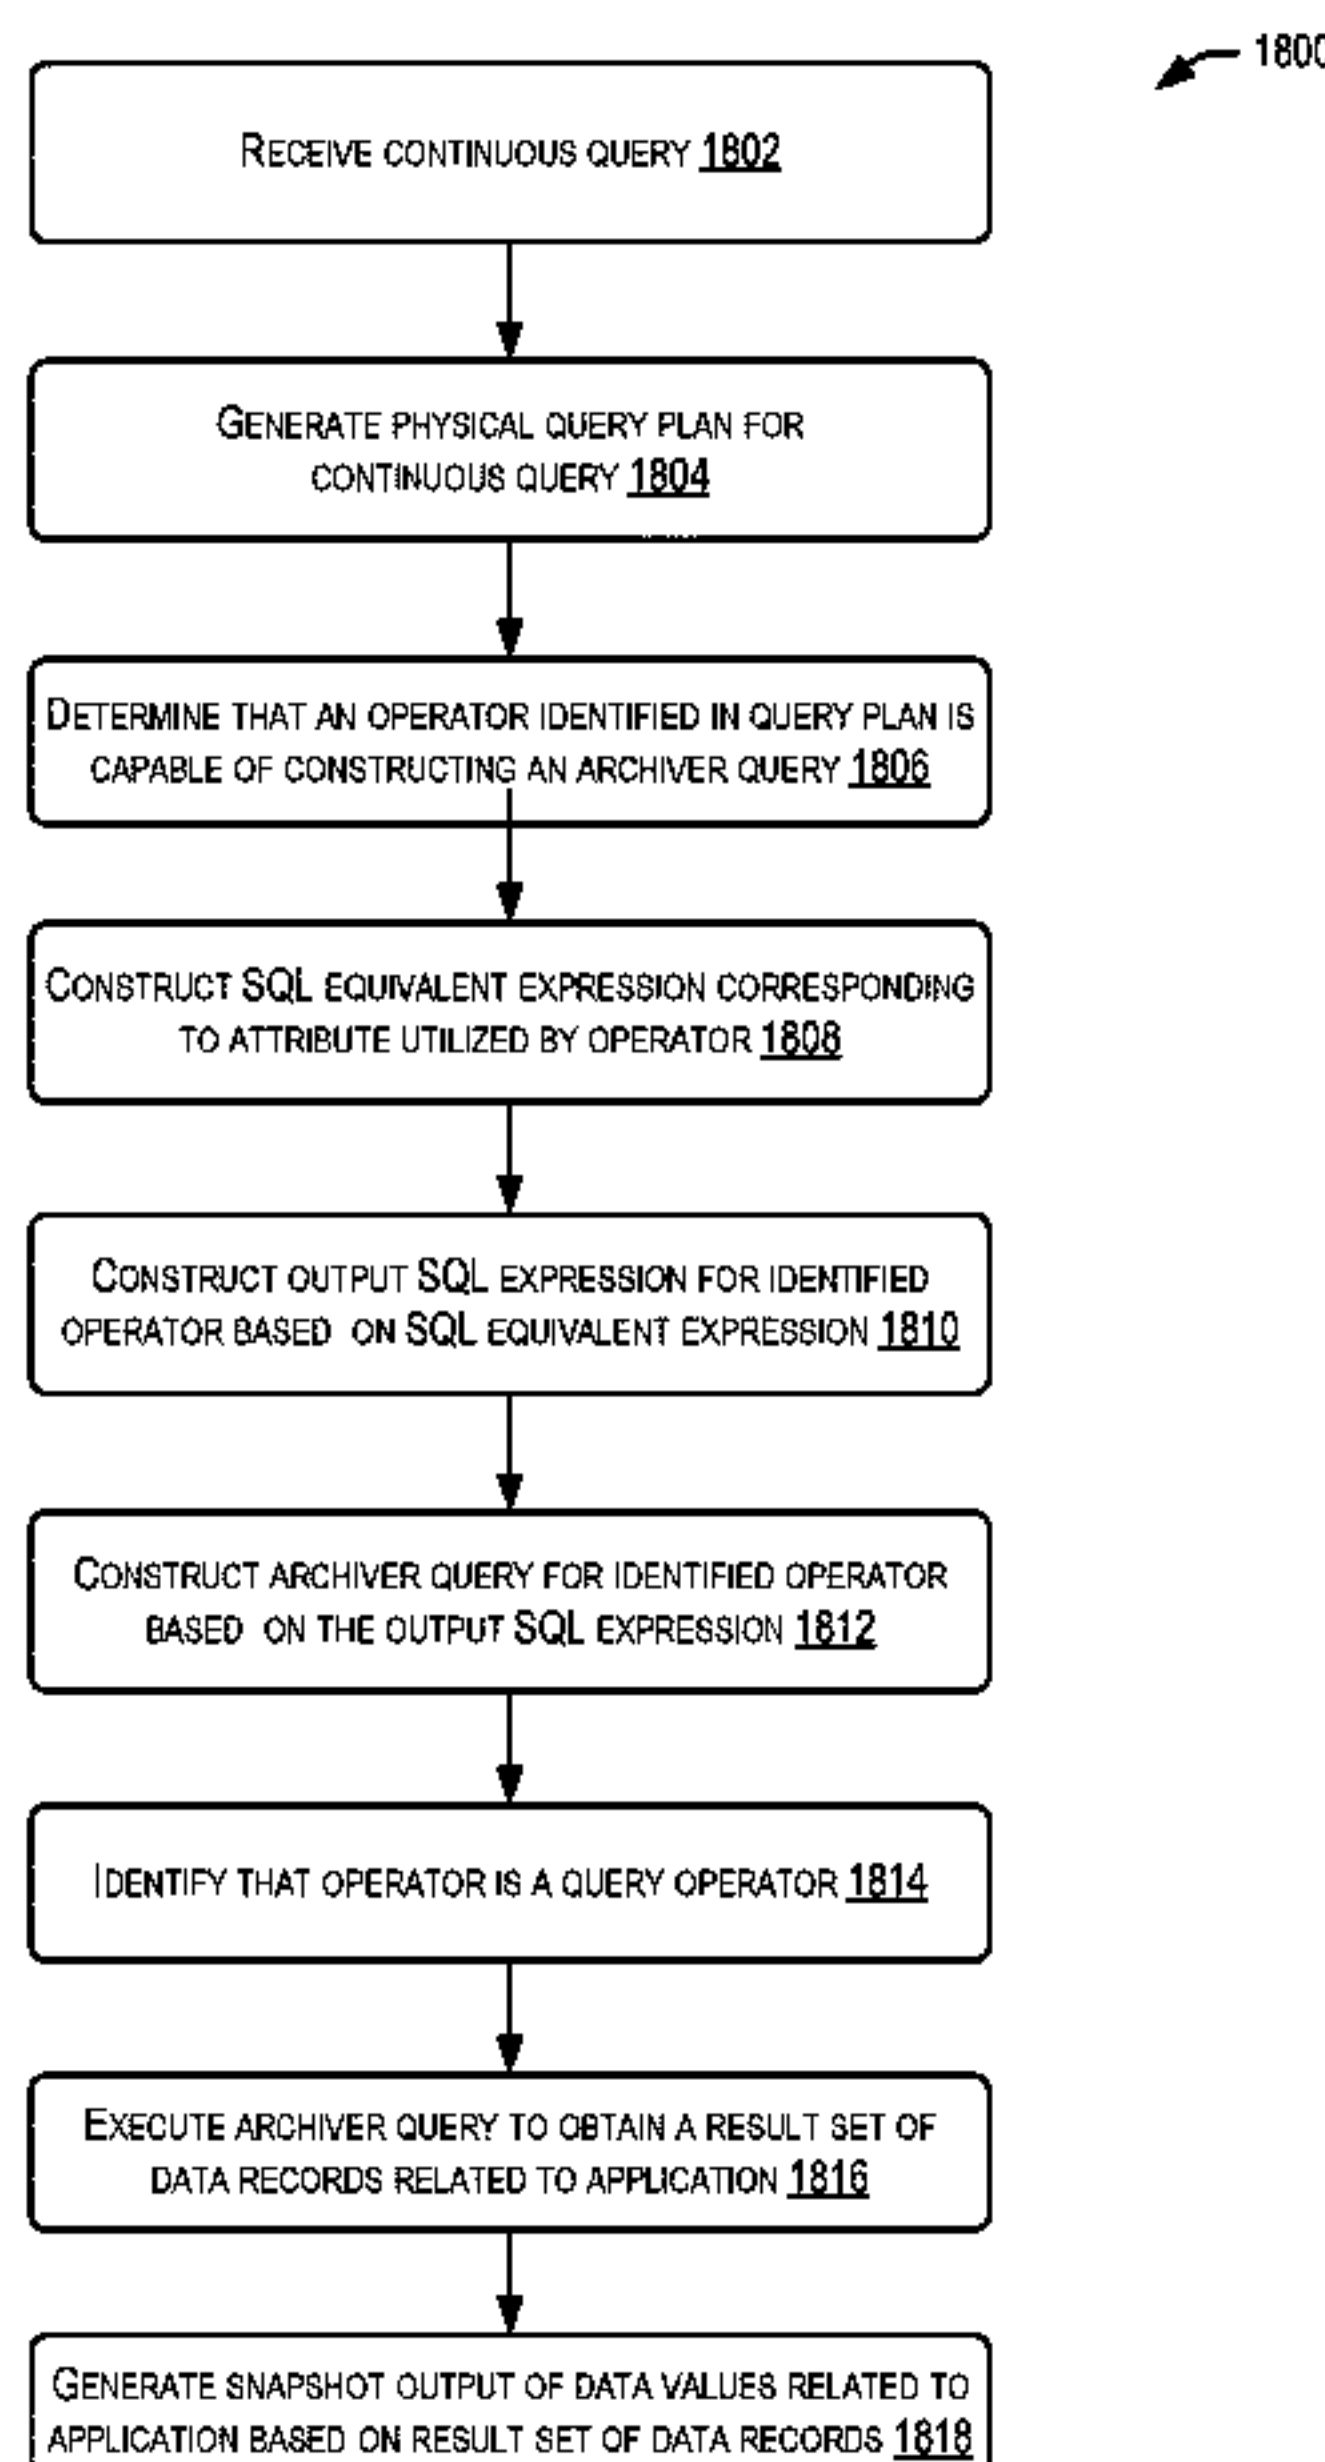 1800
RECEIVE CONTINUOUS QUERY 1802
GENERATE PHYSICAL QUERY PLAN FOR
CONTINUOUS QUERY 1804
DETERMINE THAT AN OPERATOR IDENTIFIED IN QUERY PLAN IS
CAPABLE OF CONSTRUCTING AN ARCHIVER QUERY 1806
CONSTRUCT SQL EQUIVALENT EXPRESSION CORRESPONDING
TO ATTRIBUTE UTILIZED BY OPERATOR 1808
CONSTRUCT OUTPUT SQL EXPRESSION FOR IDENTIFIED
OPERATOR BASED ON SQL EQUIVALENT EXPRESSION 1810
CONSTRUCT ARCHIVER QUERY FOR IDENTIFIED OPERATOR
BASED ON THE OUTPUT SQL EXPRESSION 1812
IDENTIFY THAT OPERATOR IS A QUERY OPERATOR 1814
EXECUTE ARCHIVER QUERY TO OBTAIN A RESULT SET OF
DATA RECORDS RELATED TO APPLICATION 1816
GENERATE SNAPSHOT OUTPUT OF DATA VALUES RELATED TO
APPLICATION BASED ON RESULT SET OF DATA RECORDS 1818